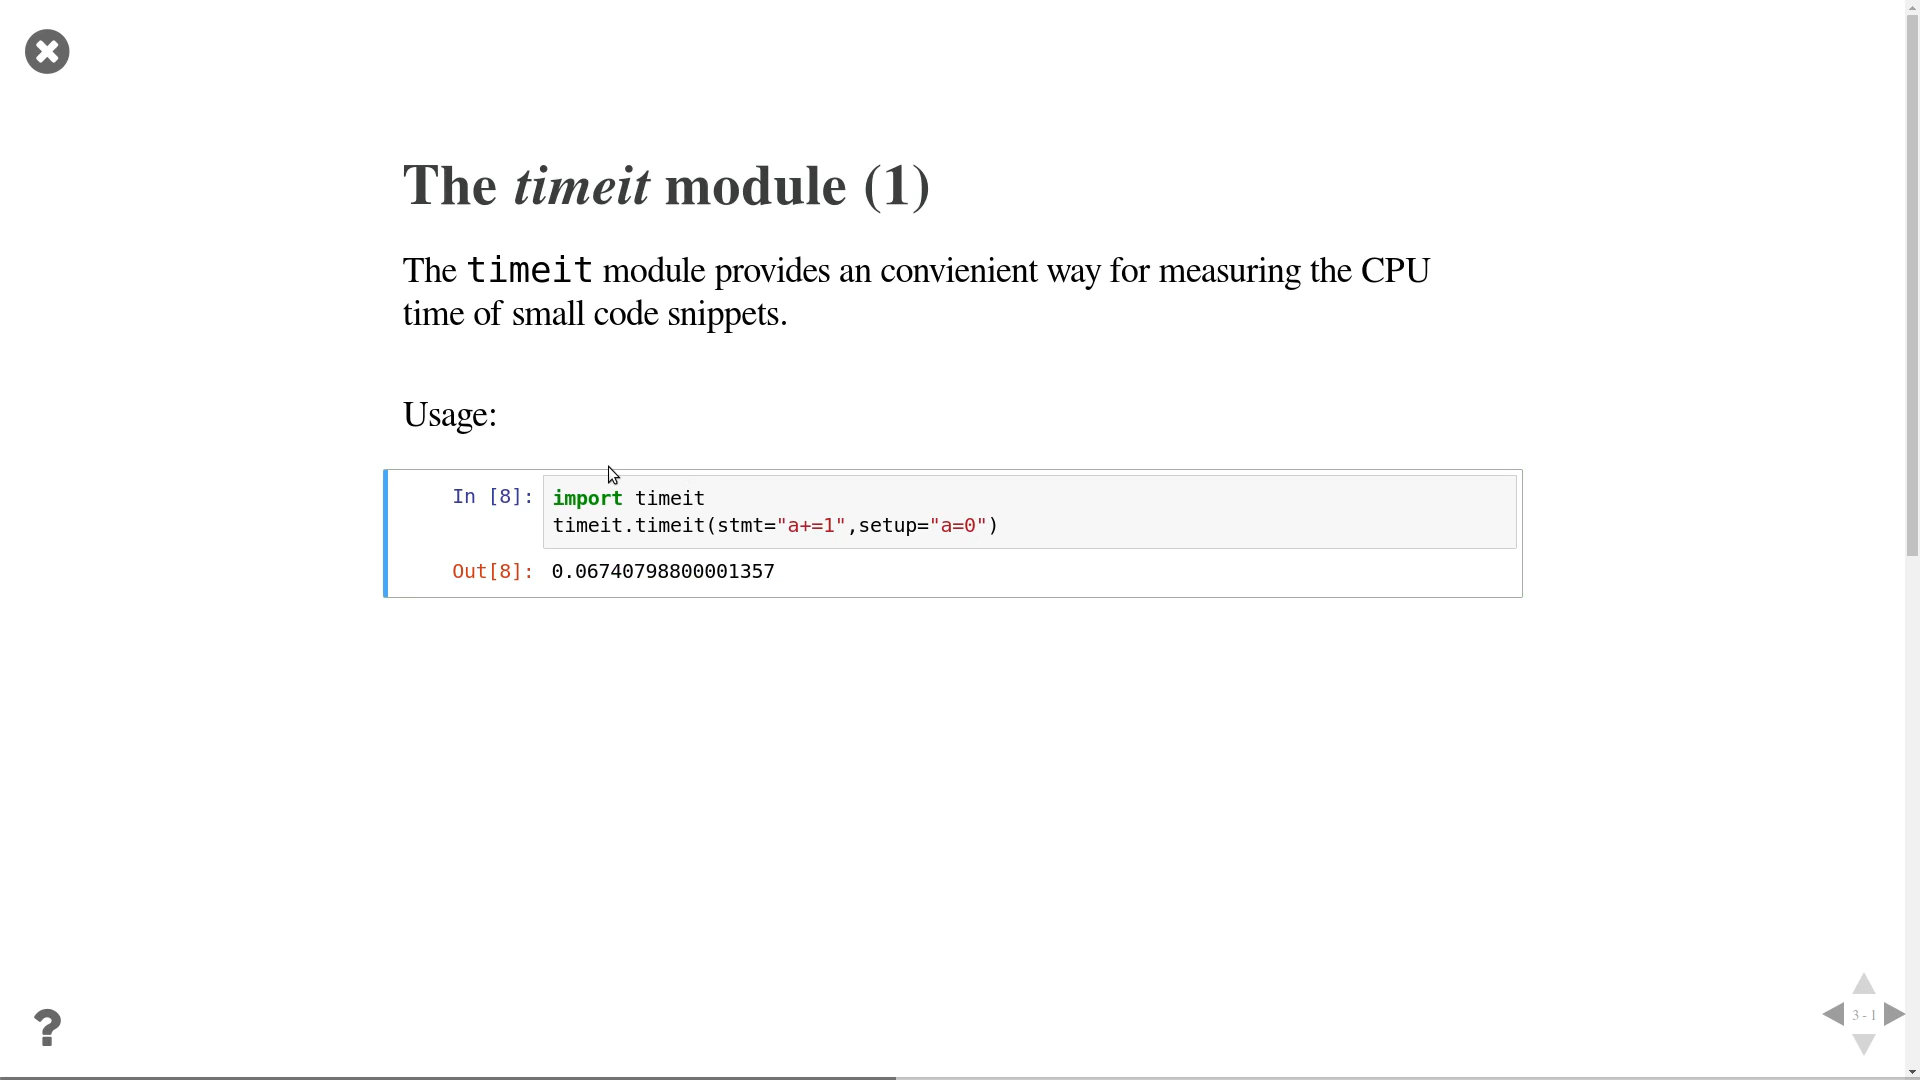 The timeit module (1)
The timeit module provides an convienient way for measuring the CPU
time of small code snippets.
Usage:
In [8]: import timeit
timeit.timeit(stmt="a+=1",setup="a=0")
Out[8]: 0.06740798800001357
?
3 - 1